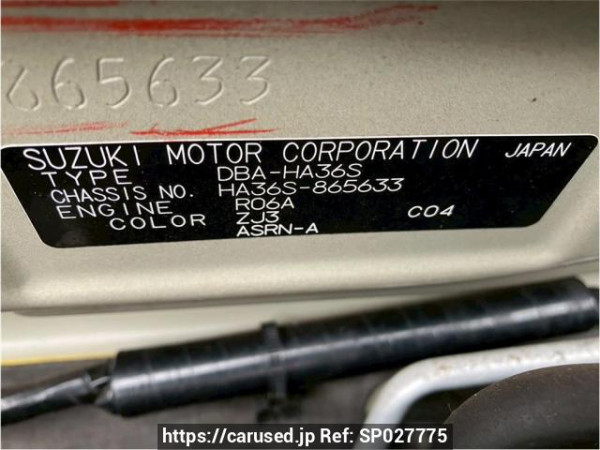 865633
SUZUKI MOTOR CORPORATION JAPAN
TYPE DBA-HA36S
CHASSIS NO. HA36S-865633
ENGINE R06A
COLOR ZJ3 C04
ASRN-A
https://carused.jp Ref: SP027775